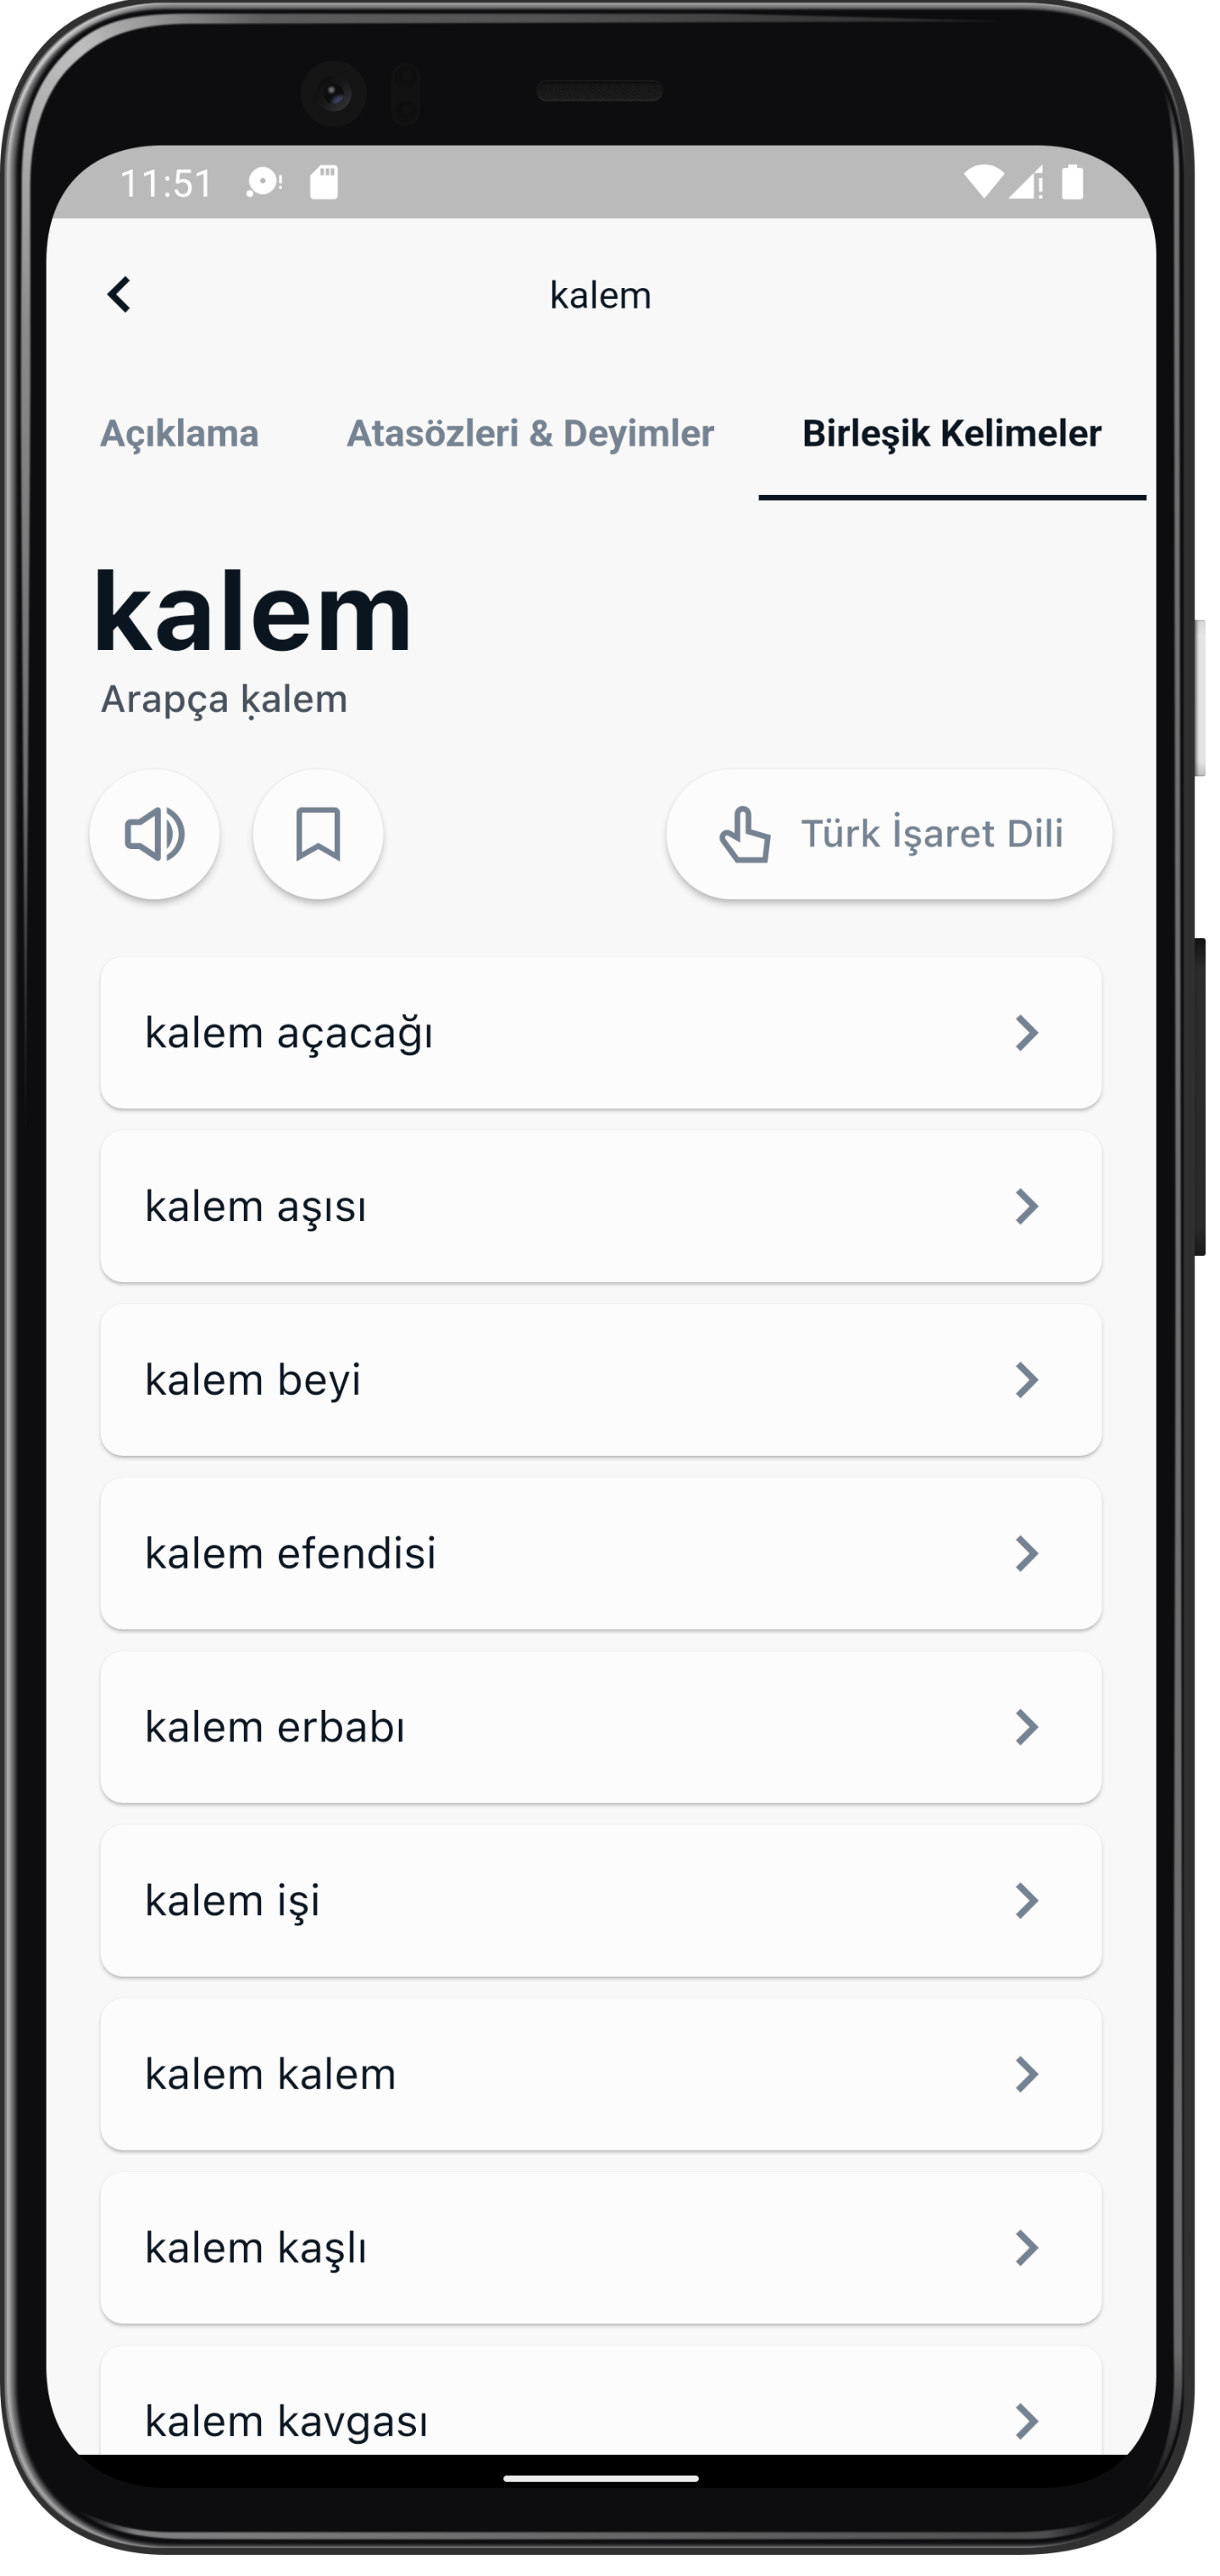 11:51
kalem
Açıklama Atasözleri & Deyimler Birleşik Kelimeler
kalem
Arapça ḳalem
Türk İşaret Dili
kalem açacağı
kalem aşısı
kalem beyi
kalem efendisi
kalem erbabı
kalem işi
kalem kalem
kalem kaşlı
kalem kavgası